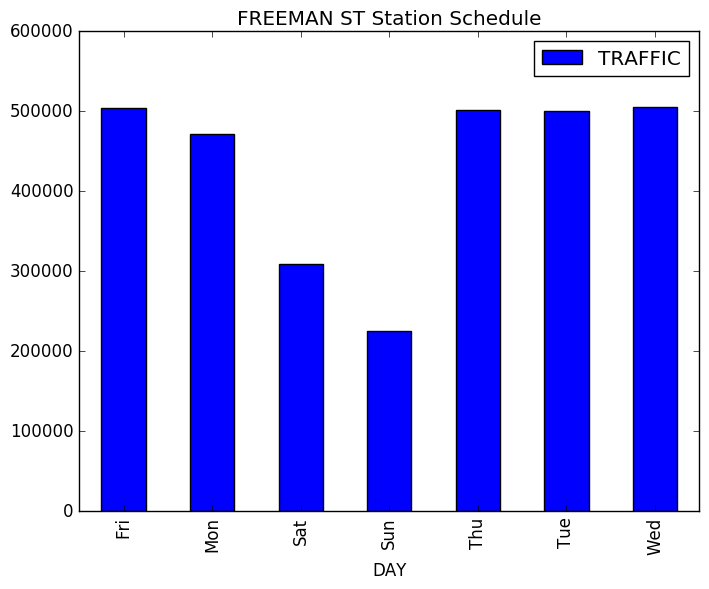 FREEMAN ST Station Schedule
TRAFFIC
600000
500000
400000
300000
200000
100000
0
Fri
Mon
Sat
Sun
Thu
Tue
Wed
DAY